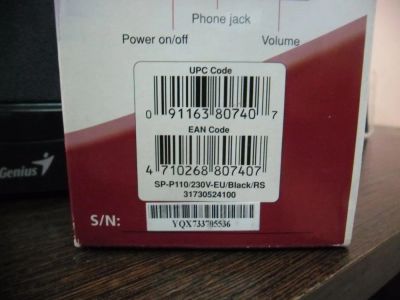 Phone jack
Power on/off
Volume
UPC Code
0 91163 80740 7
EAN Code
4 710268 807407
SP-P110/230V-EU/Black/RS
31730524100
Genius
S/N:
YQX733705536